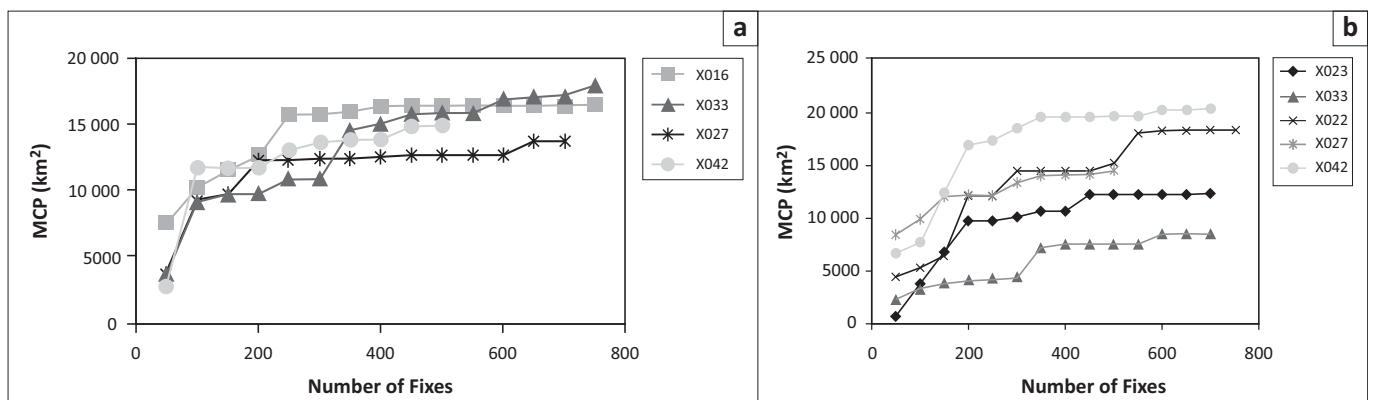 a
20 000
15 000
10 000
5000
0
MCP (km²)
0 200 400 600 800
Number of Fixes
X016
X033
X027
X042
b
25 000
20 000
15 000
10 000
5000
0
MCP (km²)
0 200 400 600 800
Number of Fixes
X023
X033
X022
X027
X042